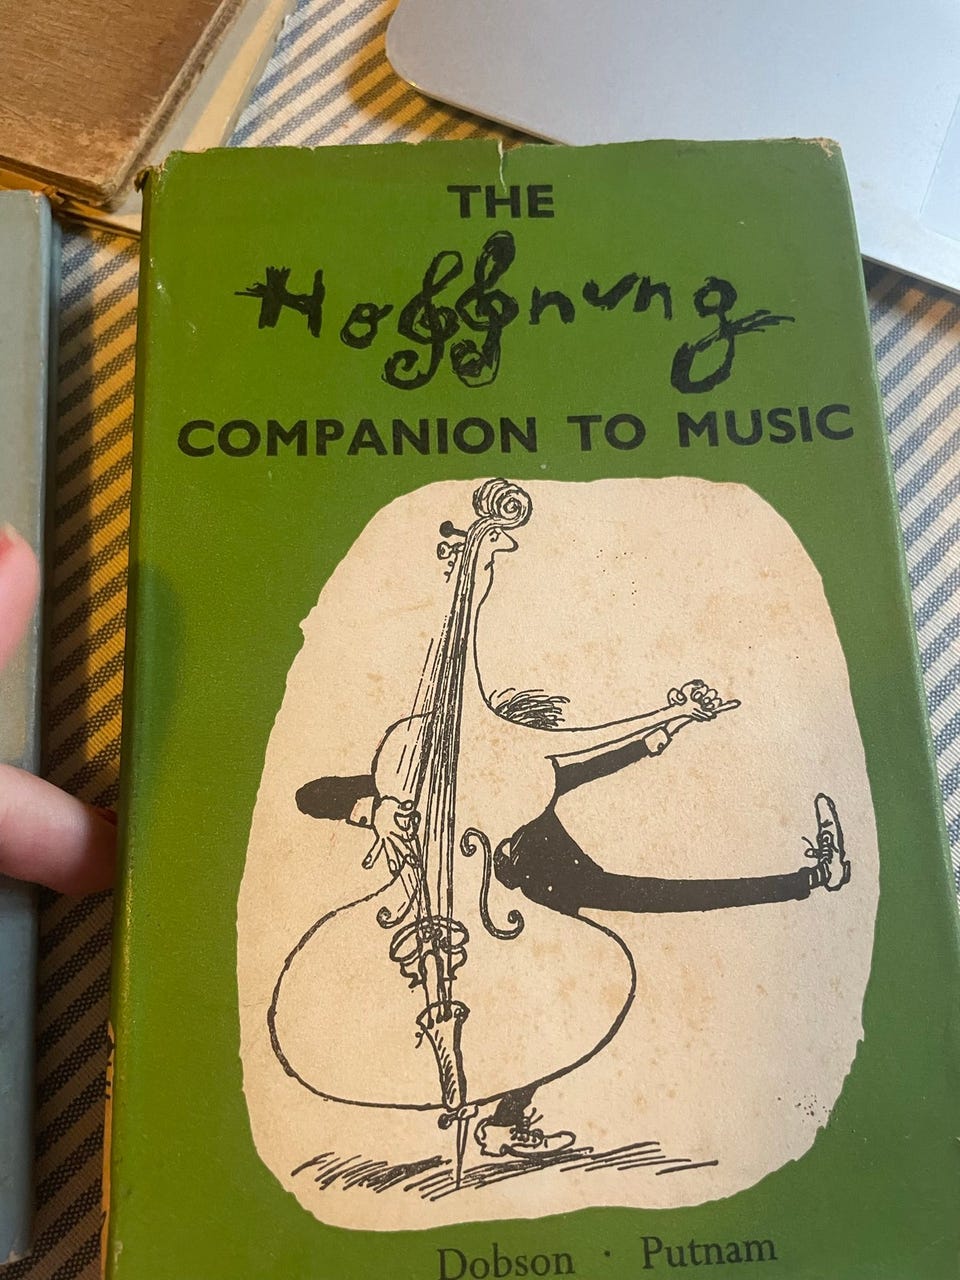 THE
Hoffnung
COMPANION TO MUSIC
Dobson · Putnam